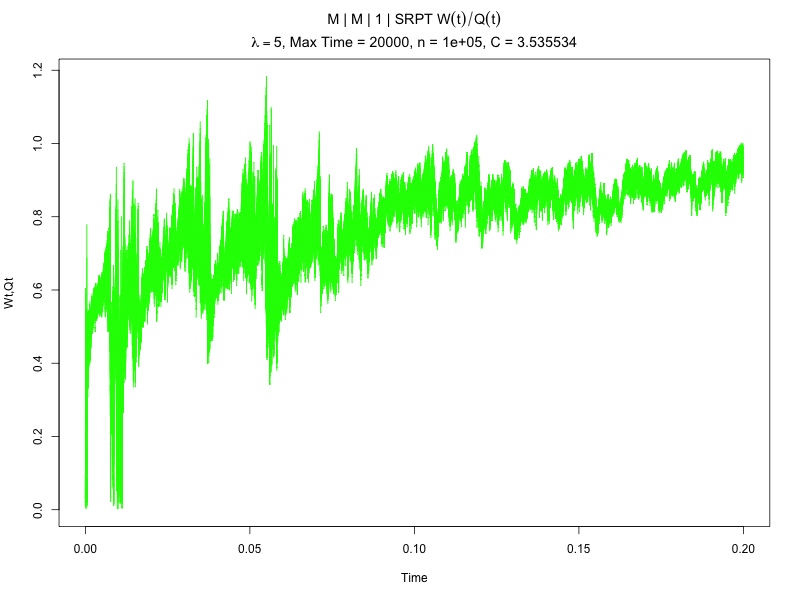 M | M | 1 | SRPT W(t)/Q(t)
λ = 5, Max Time = 20000, n = 1e+05, C = 3.535534
1.2
1.0
0.8
0.6
0.4
0.2
0.0
Wt,Qt
0.00 0.05 0.10 0.15 0.20
Time